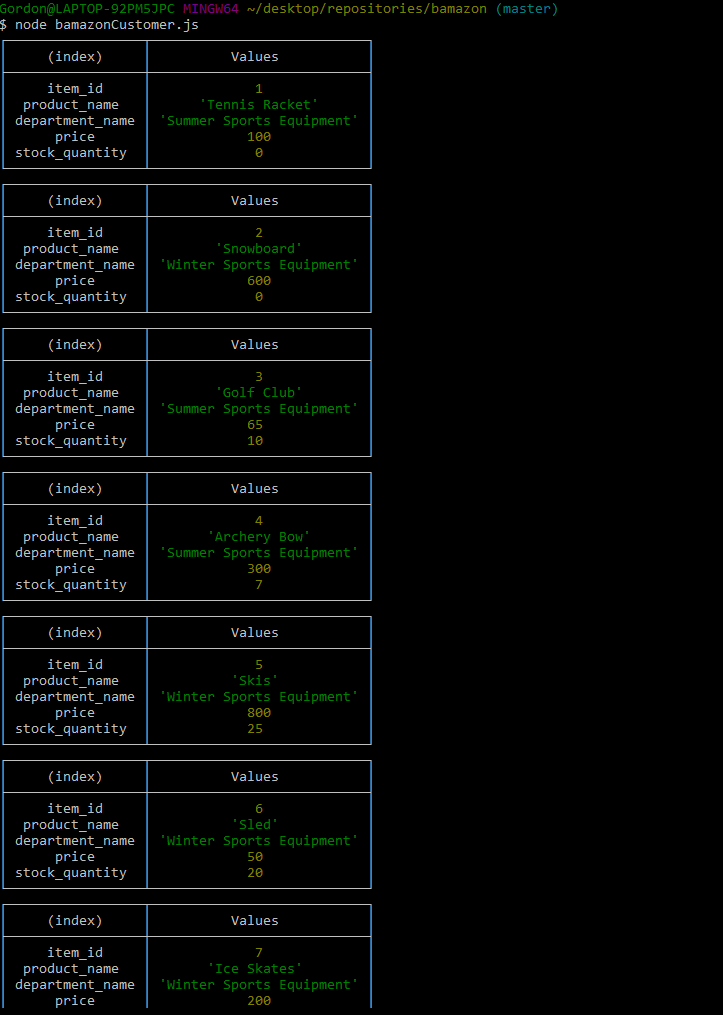 Gordon@LAPTOP-92PM5JPC MINGW64 ~/desktop/repositories/bamazon (master)
$ node bamazonCustomer.js
(index) Values
item_id 1
product_name 'Tennis Racket'
department_name 'Summer Sports Equipment'
price 100
stock_quantity 0
(index) Values
item_id 2
product_name 'Snowboard'
department_name 'Winter Sports Equipment'
price 600
stock_quantity 0
(index) Values
item_id 3
product_name 'Golf Club'
department_name 'Summer Sports Equipment'
price 65
stock_quantity 10
(index) Values
item_id 4
product_name 'Archery Bow'
department_name 'Summer Sports Equipment'
price 300
stock_quantity 7
(index) Values
item_id 5
product_name 'Skis'
department_name 'Winter Sports Equipment'
price 800
stock_quantity 25
(index) Values
item_id 6
product_name 'Sled'
department_name 'Winter Sports Equipment'
price 50
stock_quantity 20
(index) Values
item_id 7
product_name 'Ice Skates'
department_name 'Winter Sports Equipment'
price 200